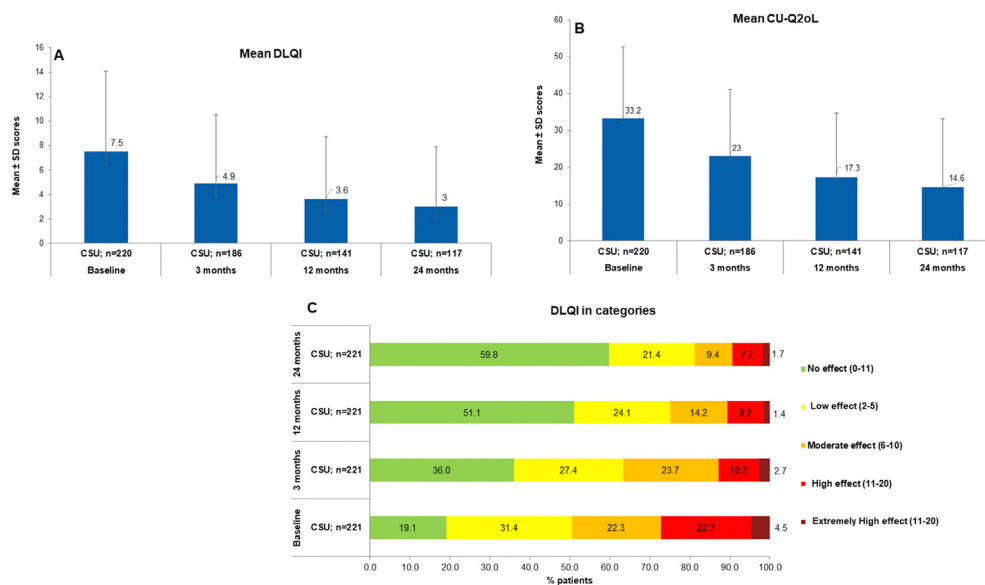 A
Mean DLQI
Mean ± SD scores
16
14
12
10
8
6
4
2
0
7.5
4.9
3.6
3
CSU; n=220
CSU; n=186
CSU; n=141
CSU; n=117
Baseline
3 months
12 months
24 months
B
Mean CU-Q2oL
Mean ± SD scores
60
50
40
30
20
10
0
33.2
23
17.3
14.6
CSU; n=220
CSU; n=186
CSU; n=141
CSU; n=117
Baseline
3 months
12 months
24 months
C
DLQI in categories
24 months
CSU; n=221
59.8
21.4
9.4
7.7
1.7
12 months
CSU; n=221
51.1
24.1
14.2
9.2
1.4
3 months
CSU; n=221
36.0
27.4
23.7
10.2
2.7
Baseline
CSU; n=221
19.1
31.4
22.3
22.7
4.5
0.0
10.0
20.0
30.0
40.0
50.0
60.0
70.0
80.0
90.0
100.0
% patients
No effect (0-11)
Low effect (2-5)
Moderate effect (6-10)
High effect (11-20)
Extremely High effect (11-20)